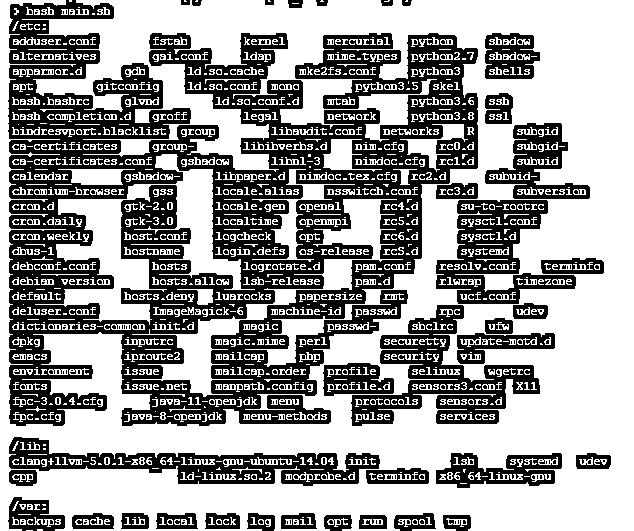 > bash main.sh
/etc:
adduser.conf fstab kernel mercurial python shadow
alternatives gai.conf ldap mime.types python2.7 shadow-
apparmor.d gdb ld.so.cache mke2fs.conf python3 shells
apt gitconfig ld.so.conf mono python3.5 skel
bash.bashrc glvnd ld.so.conf.d mtab python3.6 ssh
bash_completion.d groff legal network python3.8 ssl
bindresvport.blacklist group libaudit.conf networks R subgid
ca-certificates group- libibverbs.d nim.cfg rc0.d subgid-
ca-certificates.conf gshadow libnl-3 nimdoc.cfg rc1.d subuid
calendar gshadow- libpaper.d nimdoc.tex.cfg rc2.d subuid-
chromium-browser gss locale.alias nsswitch.conf rc3.d subversion
cron.d gtk-2.0 locale.gen openal rc4.d su-to-rootrc
cron.daily gtk-3.0 localtime openmpi rc5.d sysctl.conf
cron.weekly host.conf logcheck opt rc6.d sysctl.d
dbus-1 hostname login.defs os-release rcS.d systemd
debconf.conf hosts logrotate.d pam.conf resolv.conf terminfo
debian_version hosts.allow lsb-release pam.d rlwrap timezone
default hosts.deny luarocks papersize rmt ucf.conf
deluser.conf ImageMagick-6 machine-id passwd rpc udev
dictionaries-common init.d magic passwd- sbclrc ufw
dpkg inputrc magic.mime perl securetty update-motd.d
emacs iproute2 mailcap php security vim
environment issue mailcap.order profile selinux wgetrc
fonts issue.net manpath.config profile.d sensors3.conf X11
fpc-3.0.4.cfg java-11-openjdk menu protocols sensors.d
fpc.cfg java-8-openjdk menu-methods pulse services
/lib:
clang+llvm-5.0.1-x86_64-linux-gnu-ubuntu-14.04 init lsb systemd udev
cpp ld-linux.so.2 modprobe.d terminfo x86_64-linux-gnu
/var:
backups cache lib local lock log mail opt run spool tmp